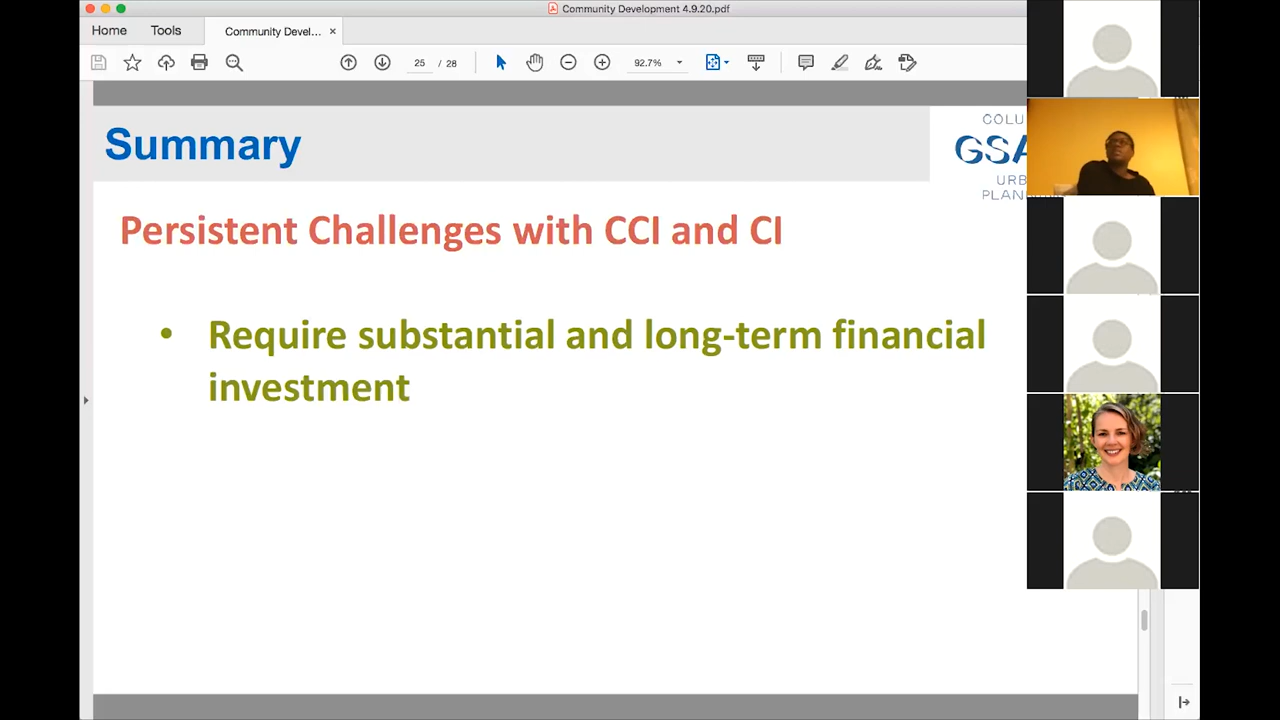 Community Development 4.9.20.pdf
Home Tools Community Devel... ×
25 / 28 92.7%
Summary
COLU
GSA
URB
PLAN
Persistent Challenges with CCI and CI
• Require substantial and long-term financial
investment